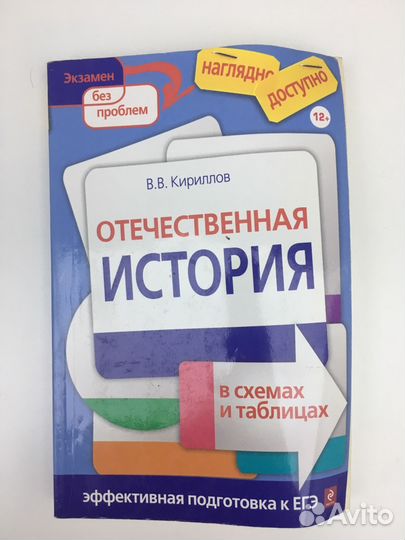 Экзамен
без
проблем
наглядно
доступно
12+
В.В. Кириллов
ОТЕЧЕСТВЕННАЯ
ИСТОРИЯ
в схемах
и таблицах
эффективная подготовка к ЕГЭ
Avito